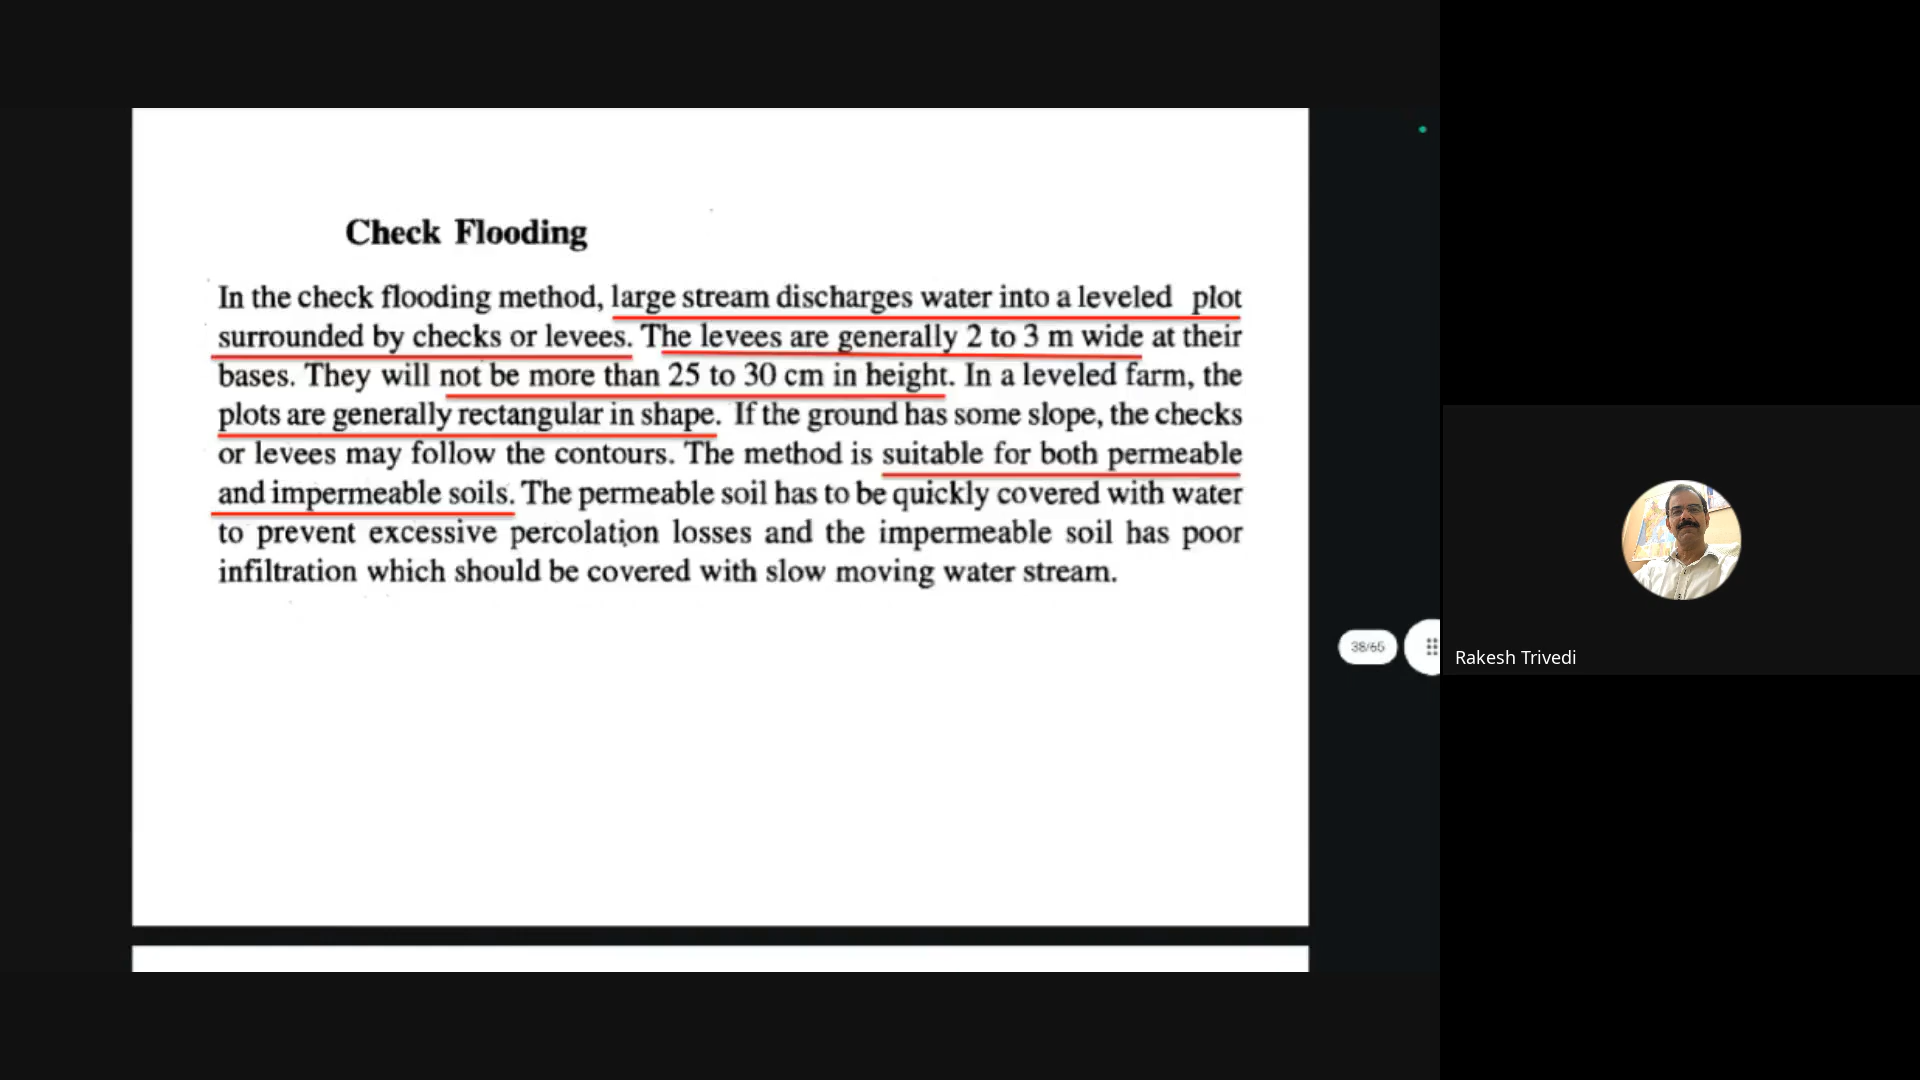 Check Flooding
In the check flooding method, large stream discharges water into a leveled plot
surrounded by checks or levees. The levees are generally 2 to 3 m wide at their
bases. They will not be more than 25 to 30 cm in height. In a leveled farm, the
plots are generally rectangular in shape. If the ground has some slope, the checks
or levees may follow the contours. The method is suitable for both permeable
and impermeable soils. The permeable soil has to be quickly covered with water
to prevent excessive percolation losses and the impermeable soil has poor
infiltration which should be covered with slow moving water stream.
38/65
Rakesh Trivedi